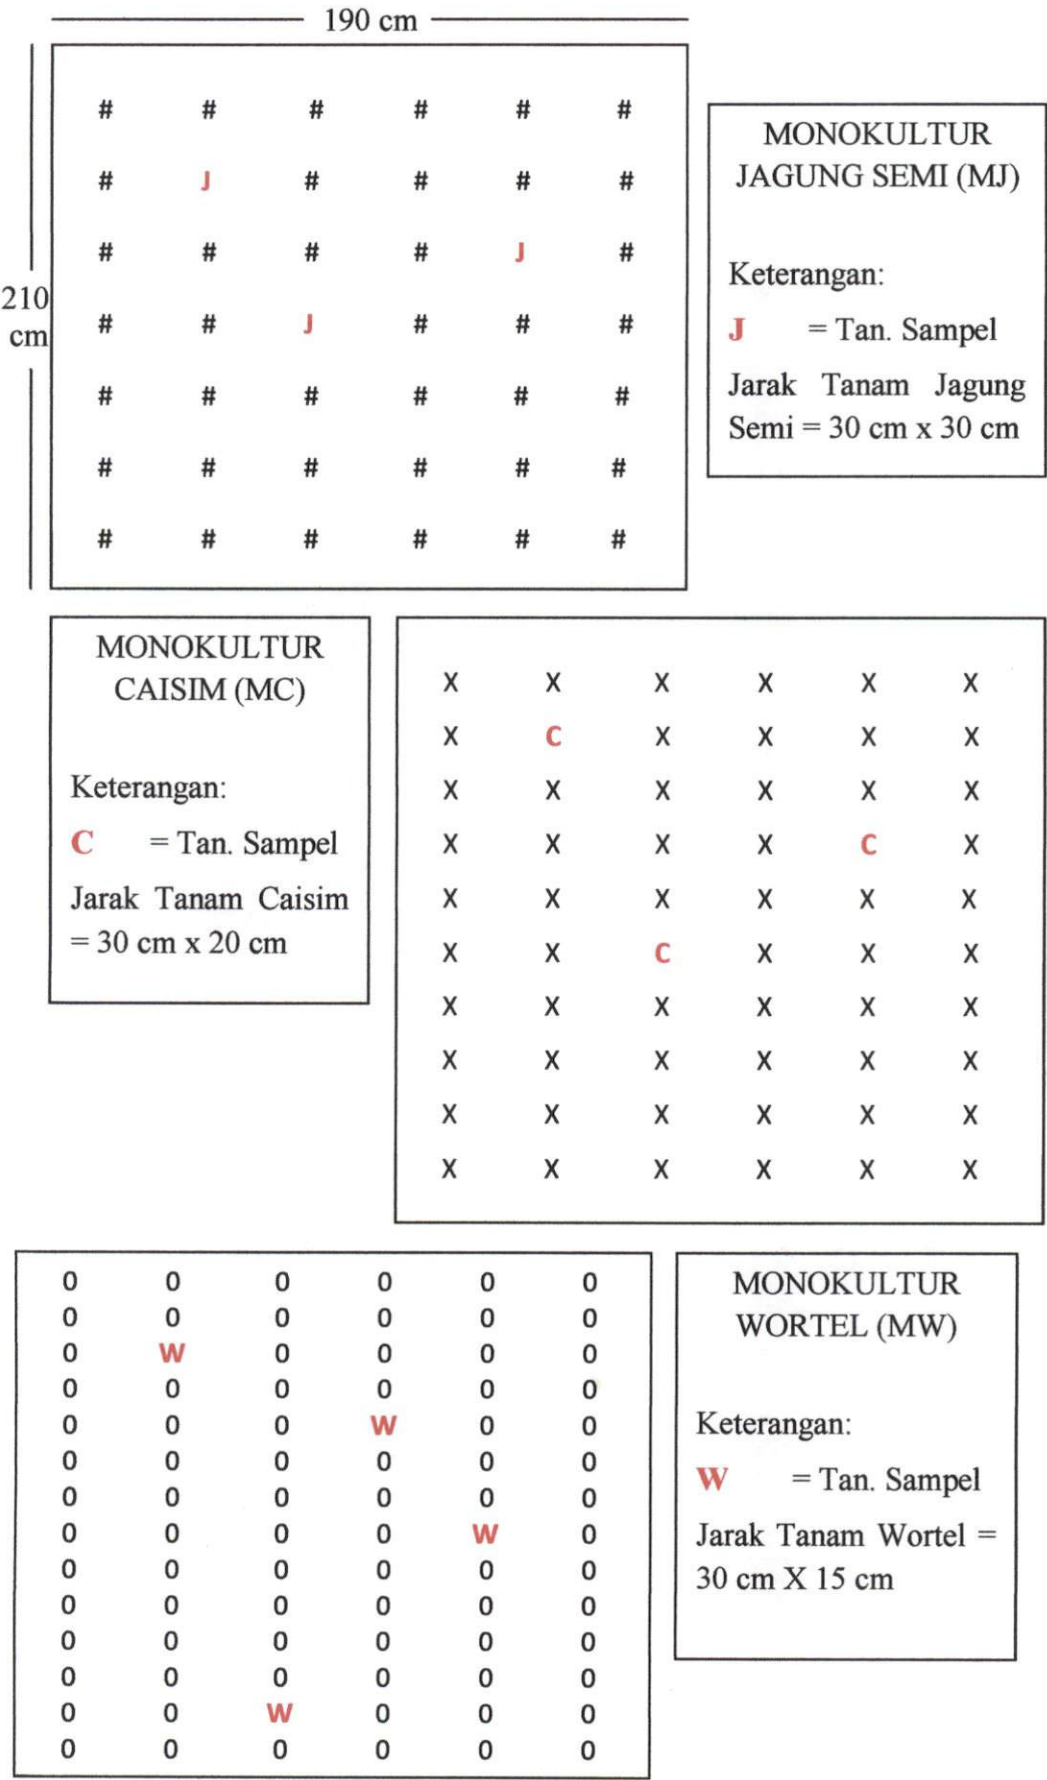 190 cm
210
cm
# # # # # #
# J # # # #
# # # # J #
# # J # # #
# # # # # #
# # # # # #
# # # # # #
MONOKULTUR
JAGUNG SEMI (MJ)
Keterangan:
J = Tan. Sampel
Jarak Tanam Jagung
Semi = 30 cm x 30 cm
MONOKULTUR
CAISIM (MC)
Keterangan:
C = Tan. Sampel
Jarak Tanam Caisim
= 30 cm x 20 cm
X X X X X X
X C X X X X
X X X X X X
X X X X C X
X X X X X X
X X C X X X
X X X X X X
X X X X X X
X X X X X X
X X X X X X
0 0 0 0 0 0
0 0 0 0 0 0
0 W 0 0 0 0
0 0 0 0 0 0
0 0 0 W 0 0
0 0 0 0 0 0
0 0 0 0 0 0
0 0 0 0 W 0
0 0 0 0 0 0
0 0 0 0 0 0
0 0 0 0 0 0
0 0 0 0 0 0
0 0 W 0 0 0
0 0 0 0 0 0
MONOKULTUR
WORTEL (MW)
Keterangan:
W = Tan. Sampel
Jarak Tanam Wortel =
30 cm X 15 cm